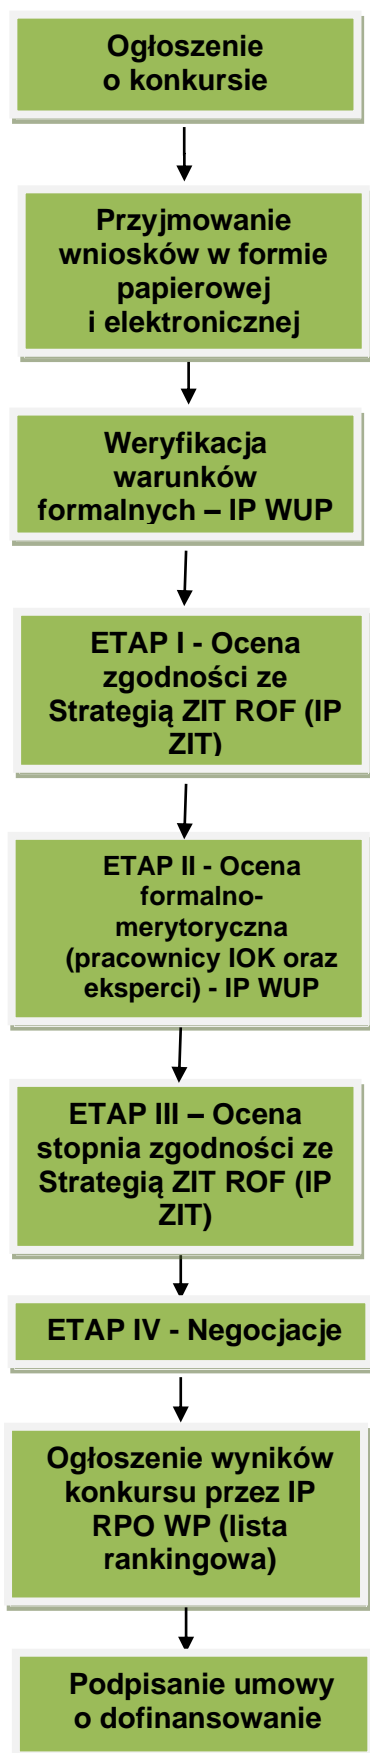 Ogłoszenie
o konkursie
Przyjmowanie
wniosków w formie
papierowej
i elektronicznej
Weryfikacja
warunków
formalnych – IP WUP
ETAP I - Ocena
zgodności ze
Strategią ZIT ROF (IP
ZIT)
ETAP II - Ocena
formalno-
merytoryczna
(pracownicy IOK oraz
eksperci) - IP WUP
ETAP III – Ocena
stopnia zgodności ze
Strategią ZIT ROF (IP
ZIT)
ETAP IV - Negocjacje
Ogłoszenie wyników
konkursu przez IP
RPO WP (lista
rankingowa)
Podpisanie umowy
o dofinansowanie